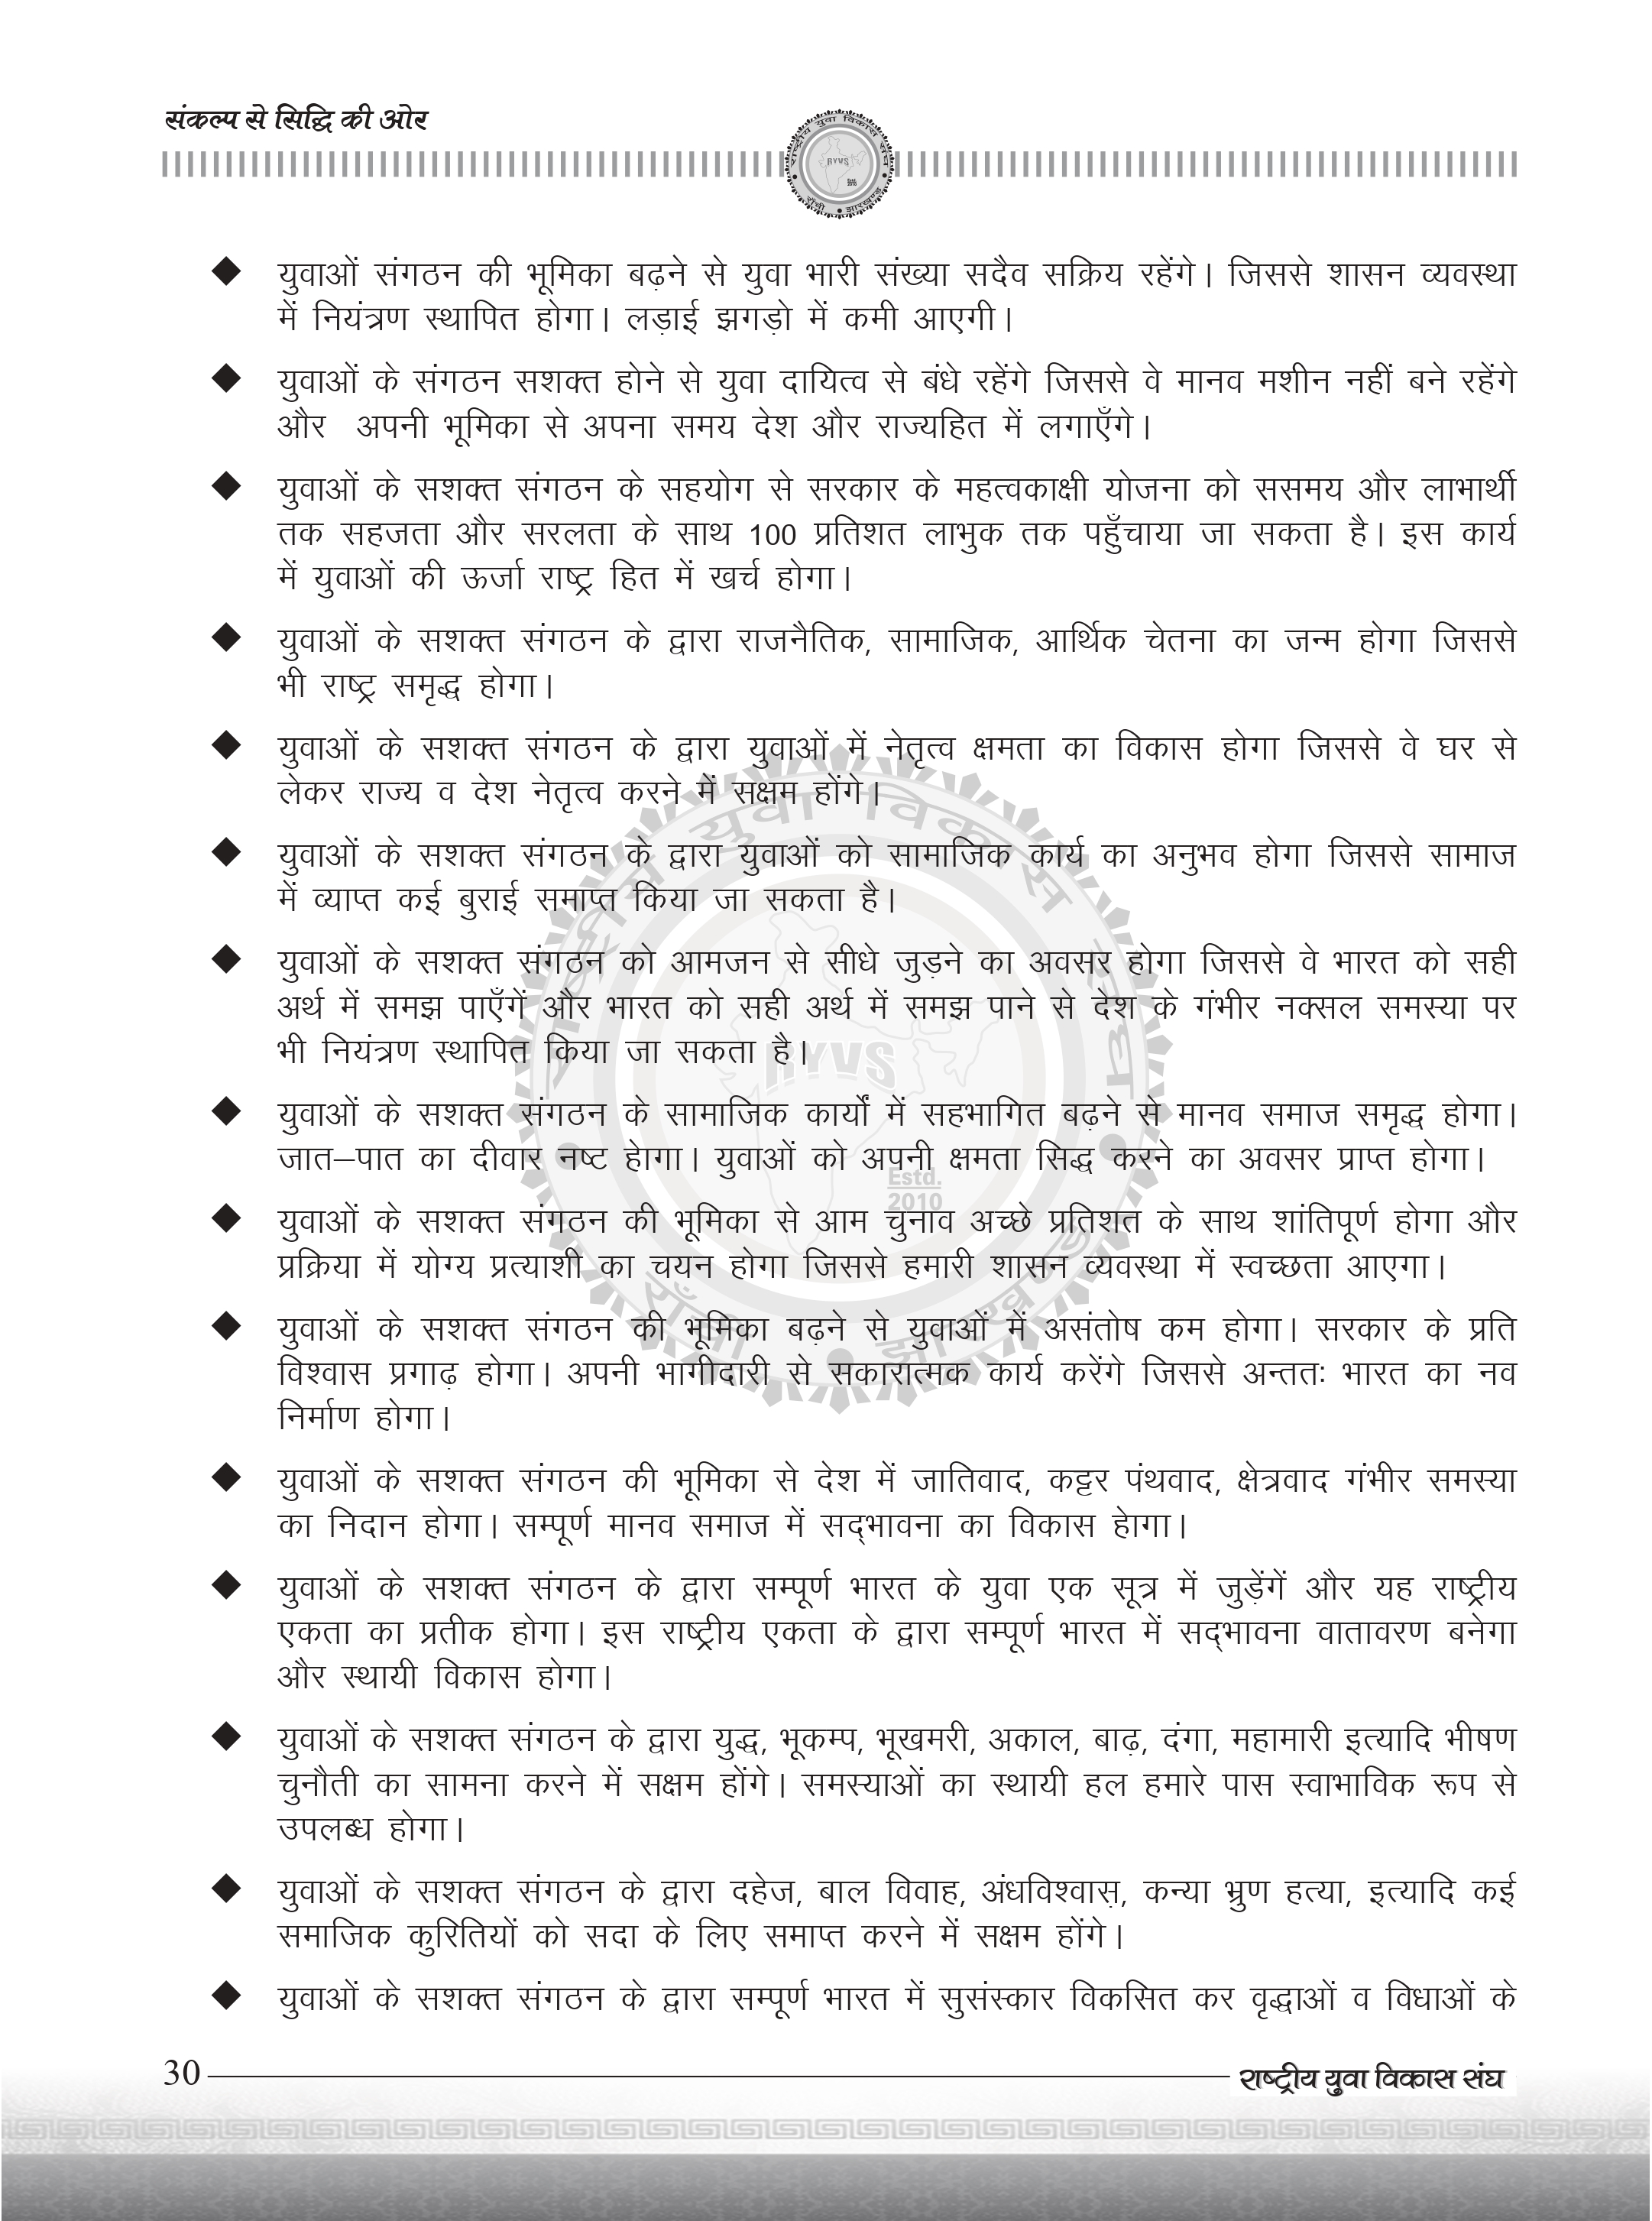 संकल्प से सिद्धि की ओर
राष्ट्रीय युवा विकास संघ
RYVS
Estd.
2010
राँची • झारखण्ड
◆ युवाओं संगठन की भूमिका बढ़ने से युवा भारी संख्या सदैव सक्रिय रहेंगे। जिससे शासन व्यवस्था
में नियंत्रण स्थापित होगा। लड़ाई झगड़ो में कमी आएगी।
◆ युवाओं के संगठन सशक्त होने से युवा दायित्व से बंधे रहेंगे जिससे वे मानव मशीन नहीं बने रहेंगे
और अपनी भूमिका से अपना समय देश और राज्यहित में लगाएँगे।
◆ युवाओं के सशक्त संगठन के सहयोग से सरकार के महत्वकाक्षी योजना को ससमय और लाभार्थी
तक सहजता और सरलता के साथ 100 प्रतिशत लाभुक तक पहुँचाया जा सकता है। इस कार्य
में युवाओं की ऊर्जा राष्ट्र हित में खर्च होगा।
◆ युवाओं के सशक्त संगठन के द्वारा राजनैतिक, सामाजिक, आर्थिक चेतना का जन्म होगा जिससे
भी राष्ट्र समृद्ध होगा।
◆ युवाओं के सशक्त संगठन के द्वारा युवाओं में नेतृत्व क्षमता का विकास होगा जिससे वे घर से
लेकर राज्य व देश नेतृत्व करने में सक्षम होंगे।
◆ युवाओं के सशक्त संगठन के द्वारा युवाओं को सामाजिक कार्य का अनुभव होगा जिससे सामाज
में व्याप्त कई बुराई समाप्त किया जा सकता है।
◆ युवाओं के सशक्त संगठन को आमजन से सीधे जुड़ने का अवसर होगा जिससे वे भारत को सही
अर्थ में समझ पाएँगें और भारत को सही अर्थ में समझ पाने से देश के गंभीर नक्सल समस्या पर
भी नियंत्रण स्थापित किया जा सकता है।
◆ युवाओं के सशक्त संगठन के सामाजिक कार्यों में सहभागित बढ़ने से मानव समाज समृद्ध होगा।
जात–पात का दीवार नष्ट हेागा। युवाओं को अपनी क्षमता सिद्ध करने का अवसर प्राप्त होगा।
◆ युवाओं के सशक्त संगठन की भूमिका से आम चुनाव अच्छे प्रतिशत के साथ शांतिपूर्ण होगा और
प्रक्रिया में योग्य प्रत्याशी का चयन होगा जिससे हमारी शासन व्यवस्था में स्वच्छता आएगा।
◆ युवाओं के सशक्त संगठन की भूमिका बढ़ने से युवाओं में असंतोष कम होगा। सरकार के प्रति
विश्वास प्रगाढ़ होगा। अपनी भागीदारी से सकारात्मक कार्य करेंगे जिससे अन्ततः भारत का नव
निर्माण होगा।
◆ युवाओं के सशक्त संगठन की भूमिका से देश में जातिवाद, कट्टर पंथवाद, क्षेत्रवाद गंभीर समस्या
का निदान होगा। सम्पूर्ण मानव समाज में सद्‌भावना का विकास हेागा।
◆ युवाओं के सशक्त संगठन के द्वारा सम्पूर्ण भारत के युवा एक सूत्र में जुड़ेंगें और यह राष्ट्रीय
एकता का प्रतीक होगा। इस राष्ट्रीय एकता के द्वारा सम्पूर्ण भारत में सद्‌भावना वातावरण बनेगा
और स्थायी विकास होगा।
◆ युवाओं के सशक्त संगठन के द्वारा युद्ध, भूकम्प, भूखमरी, अकाल, बाढ़, दंगा, महामारी इत्यादि भीषण
चुनौती का सामना करने में सक्षम होंगे। समस्याओं का स्थायी हल हमारे पास स्वाभाविक रूप से
उपलब्ध होगा।
◆ युवाओं के सशक्त संगठन के द्वारा दहेज, बाल विवाह, अंधविश्वास़, कन्या भ्रुण हत्या, इत्यादि कई
समाजिक कुरितियों को सदा के लिए समाप्त करने में सक्षम होंगे।
◆ युवाओं के सशक्त संगठन के द्वारा सम्पूर्ण भारत में सुसंस्कार विकसित कर वृद्धाओं व विधाओं के
30
राष्ट्रीय युवा विकास संघ